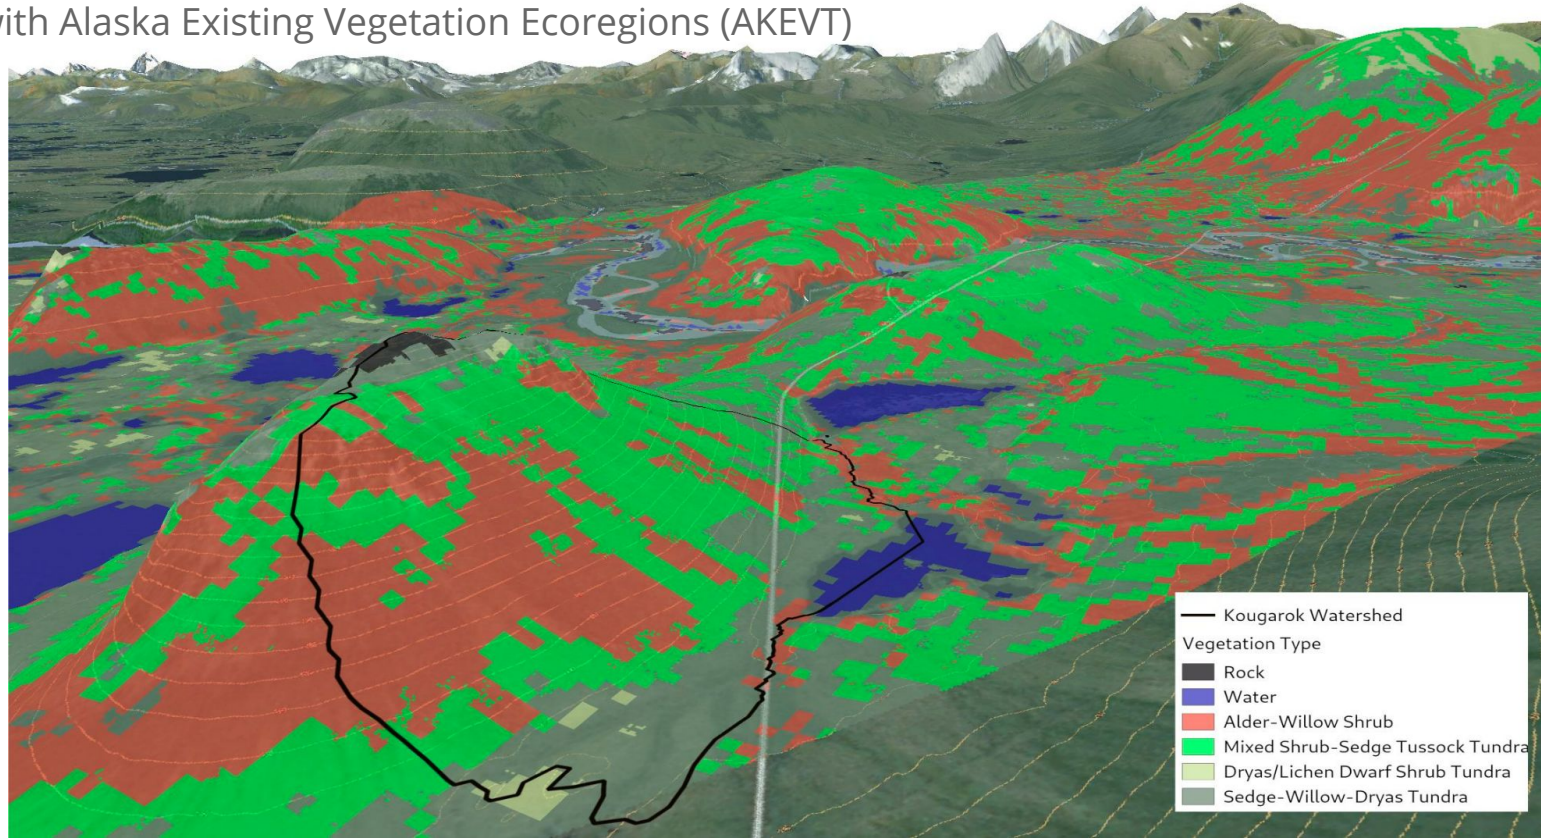 with Alaska Existing Vegetation Ecoregions (AKEVT)
Kougarok Watershed
Vegetation Type
Rock
Water
Alder-Willow Shrub
Mixed Shrub-Sedge Tussock Tundra
Dryas/Lichen Dwarf Shrub Tundra
Sedge-Willow-Dryas Tundra